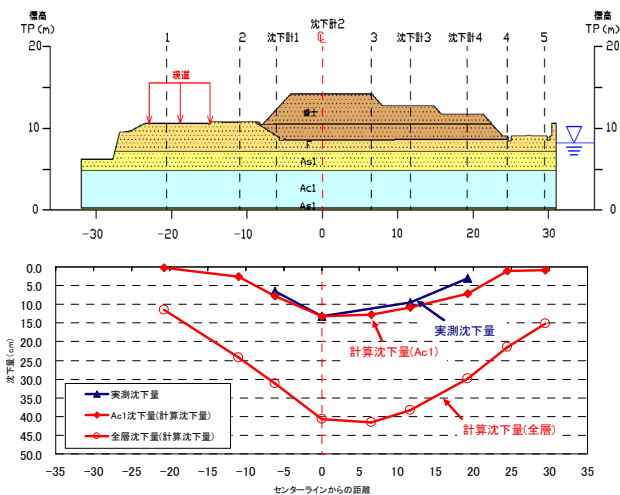 標高
TP(m)
1
2
沈下計1
沈下計2
℄
3
沈下計3
沈下計4
4
5
標高
TP(m)
20
20
現道
盛土
10
10
F
As1
Ac1
Ag1
0
0
-30
-20
-10
0
10
20
30
0.0
5.0
10.0
15.0
20.0
25.0
30.0
35.0
40.0
45.0
50.0
沈下量(cm)
実測沈下量
計算沈下量(Ac1)
計算沈下量(全層)
実測沈下量
Ac1沈下量(計算沈下量)
全層沈下量(計算沈下量)
-35
-30
-25
-20
-15
-10
-5
0
5
10
15
20
25
30
35
センターラインからの距離